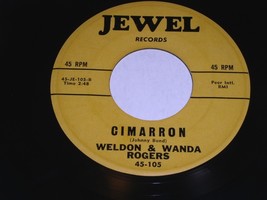 JEWEL
RECORDS
45 RPM
45 RPM
45-JE-105-B
Time 2:48
Peer Intl.
BMI
CIMARRON
(Johnny Bond)
WELDON & WANDA
ROGERS
45-105